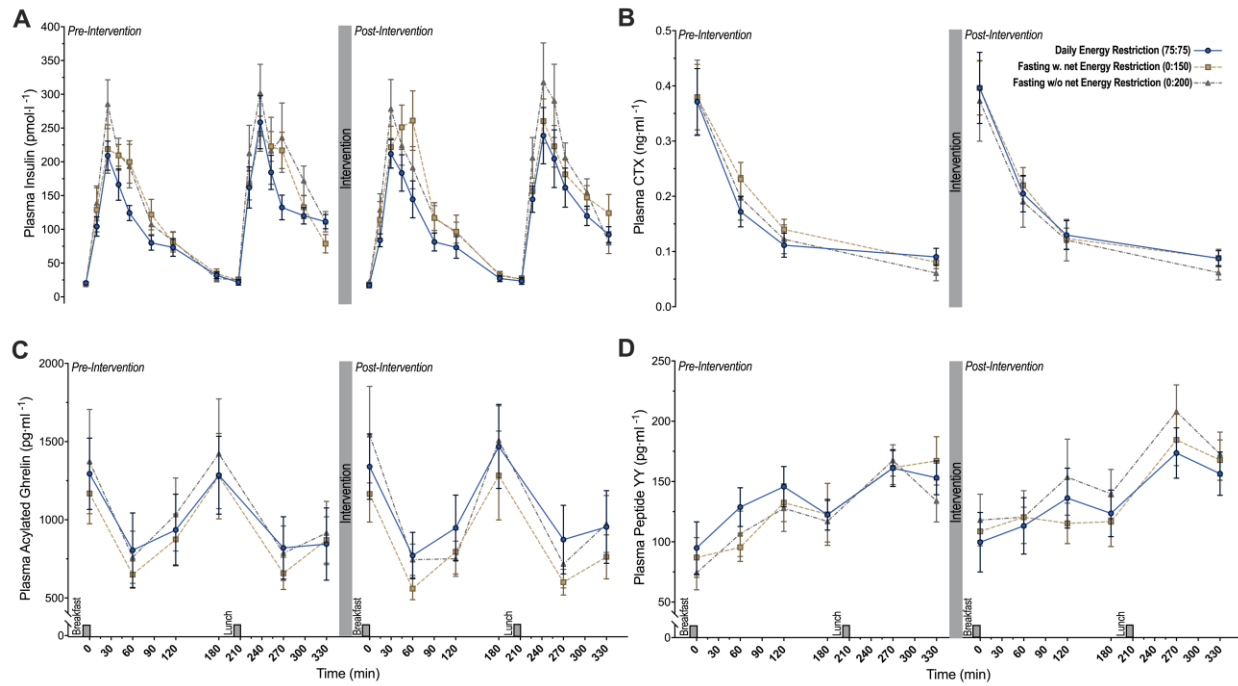 A
Pre-Intervention
Post-Intervention
Plasma Insulin (pmol·l⁻¹)
400
350
300
250
200
150
100
50
0
Intervention
B
Pre-Intervention
Post-Intervention
Daily Energy Restriction (75:75)
Fasting w. net Energy Restriction (0:150)
Fasting w/o net Energy Restriction (0:200)
Plasma CTX (ng·ml⁻¹)
0.5
0.4
0.3
0.2
0.1
0.0
Intervention
C
Pre-Intervention
Post-Intervention
Plasma Acylated Ghrelin (pg·ml⁻¹)
2000
1500
1000
500
0
Intervention
Breakfast
Lunch
Breakfast
Lunch
0 30 60 90 120 180 210 270 300 330 0 30 60 90 120 180 210 270 300 330
Time (min)
D
Pre-Intervention
Post-Intervention
Plasma Peptide YY (pg·ml⁻¹)
250
200
150
100
50
0
Intervention
Breakfast
Lunch
Breakfast
Lunch
0 30 60 90 120 180 210 270 300 330 0 30 60 90 120 180 210 270 300 330
Time (min)